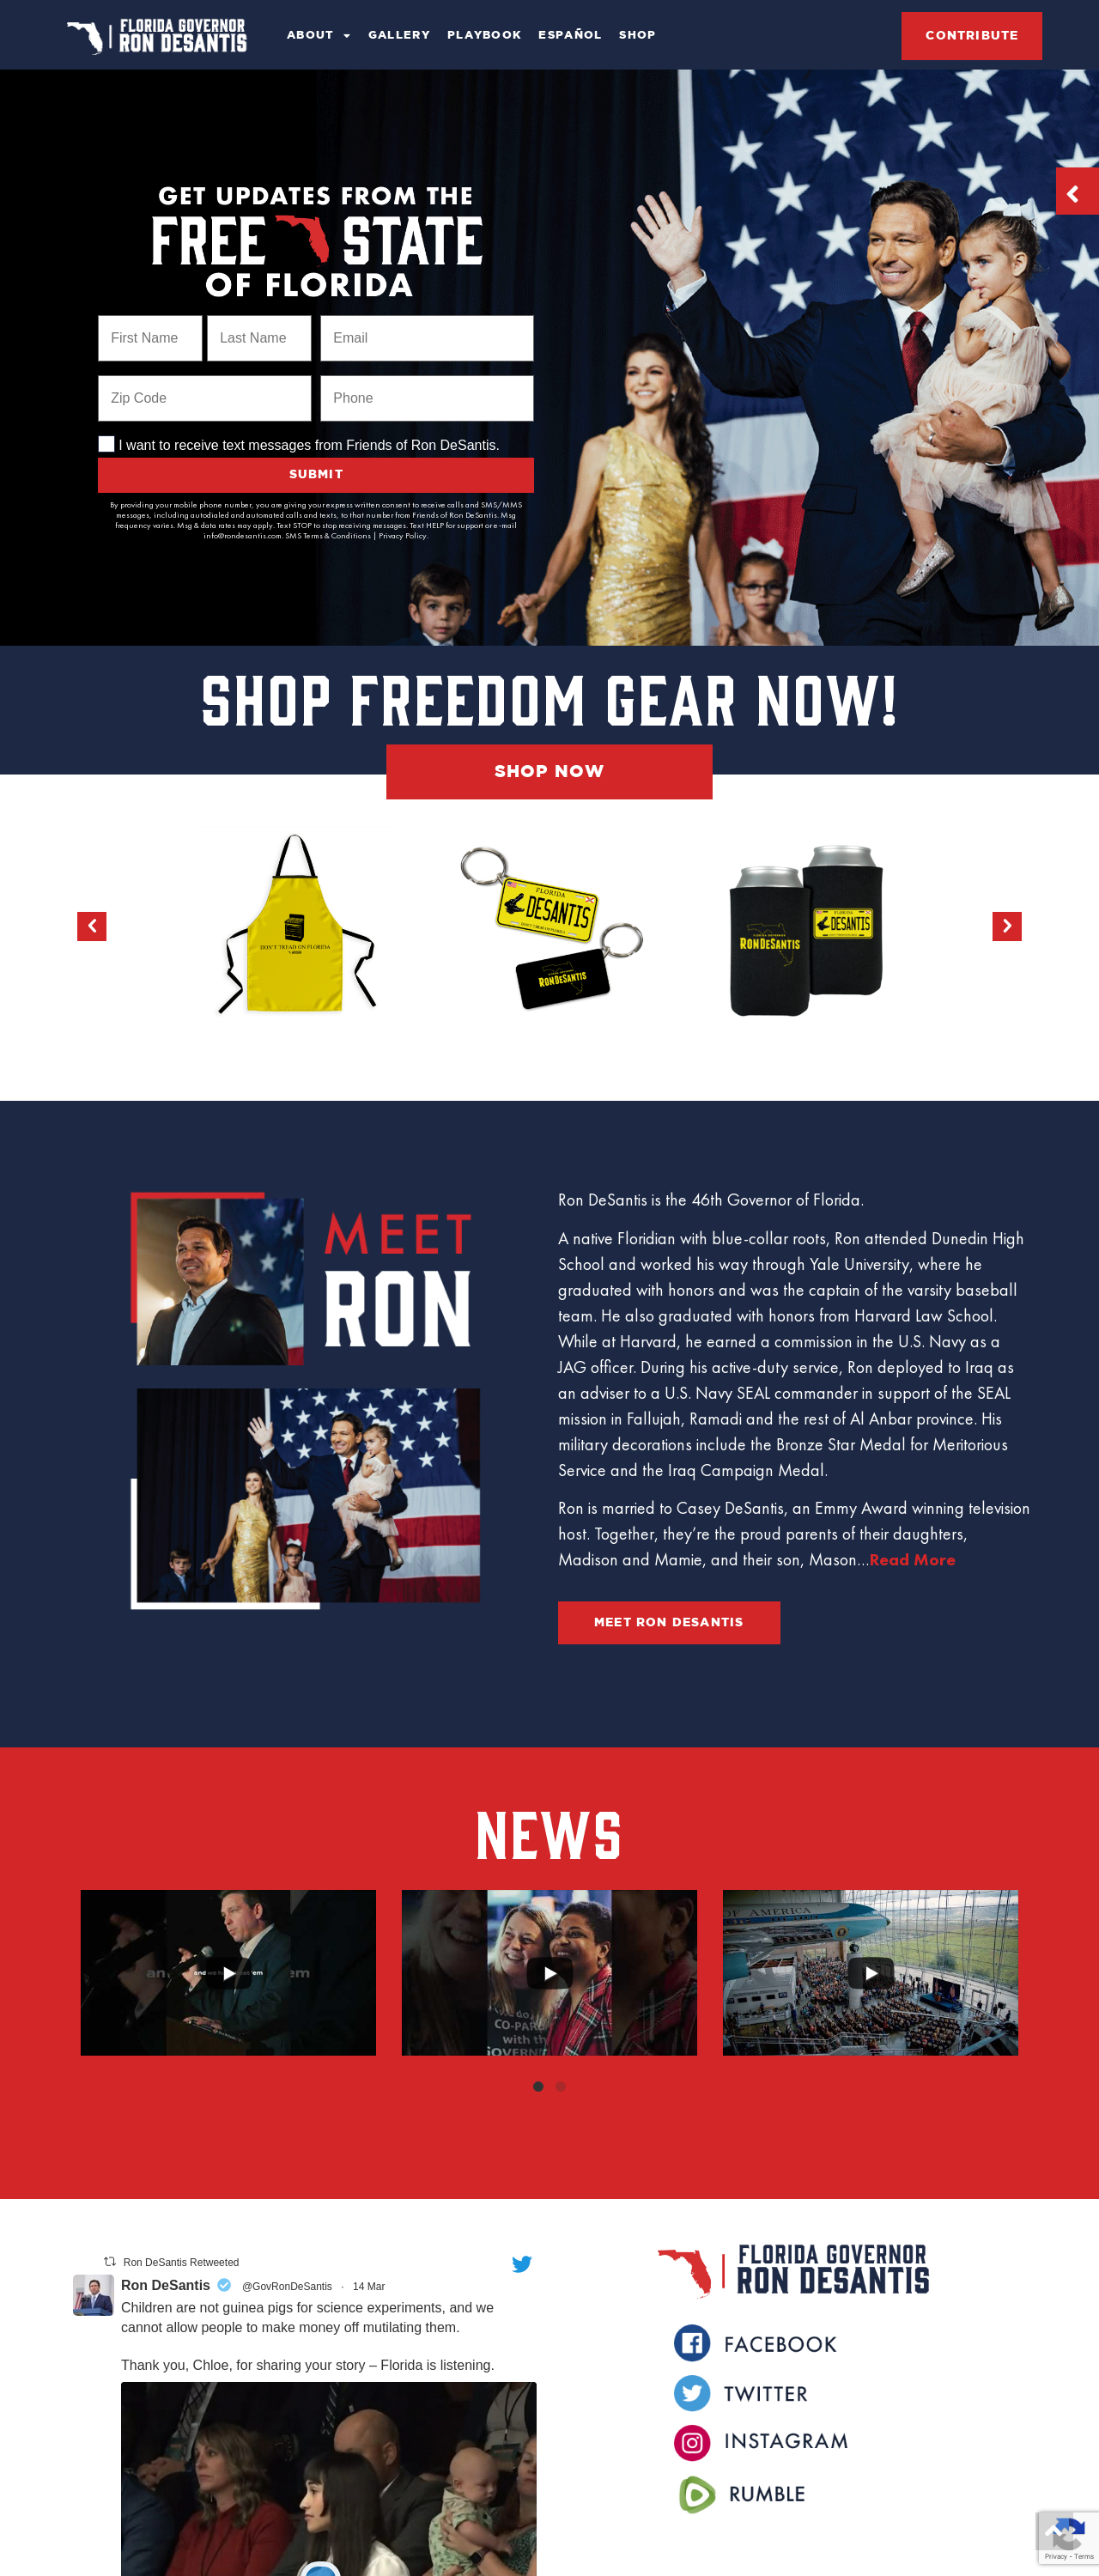 FLORIDA GOVERNOR
RON DESANTIS
ABOUT
GALLERY
PLAYBOOK
ESPAÑOL
SHOP
CONTRIBUTE
GET UPDATES FROM THE
FREE STATE
OF FLORIDA
First Name
Last Name
Email
Zip Code
Phone
I want to receive text messages from Friends of Ron DeSantis.
SUBMIT
By providing your mobile phone number, you are giving your express written consent to receive calls and SMS/MMS
messages, including autodialed and automated calls and texts, to that number from Friends of Ron DeSantis. Msg
frequency varies. Msg & data rates may apply. Text STOP to stop receiving messages. Text HELP for support or e-mail
info@rondesantis.com. SMS Terms & Conditions | Privacy Policy.
SHOP FREEDOM GEAR NOW!
SHOP NOW
DON'T TREAD ON FLORIDA
FLORIDA
DESANTIS
RONDESANTIS
RONDESANTIS
FLORIDA
DESANTIS
MEET
RON
Ron DeSantis is the 46th Governor of Florida.
A native Floridian with blue-collar roots, Ron attended Dunedin High
School and worked his way through Yale University, where he
graduated with honors and was the captain of the varsity baseball
team. He also graduated with honors from Harvard Law School.
While at Harvard, he earned a commission in the U.S. Navy as a
JAG officer. During his active-duty service, Ron deployed to Iraq as
an adviser to a U.S. Navy SEAL commander in support of the SEAL
mission in Fallujah, Ramadi and the rest of Al Anbar province. His
military decorations include the Bronze Star Medal for Meritorious
Service and the Iraq Campaign Medal.
Ron is married to Casey DeSantis, an Emmy Award winning television
host. Together, they’re the proud parents of their daughters,
Madison and Mamie, and their son, Mason...Read More
MEET RON DESANTIS
NEWS
CO-PAR
with the
GOVERN
OF AMERICA
Ron DeSantis Retweeted
Ron DeSantis @GovRonDeSantis · 14 Mar
Children are not guinea pigs for science experiments, and we
cannot allow people to make money off mutilating them.
Thank you, Chloe, for sharing your story – Florida is listening.
FLORIDA GOVERNOR
RON DESANTIS
FACEBOOK
TWITTER
INSTAGRAM
RUMBLE
Privacy - Terms